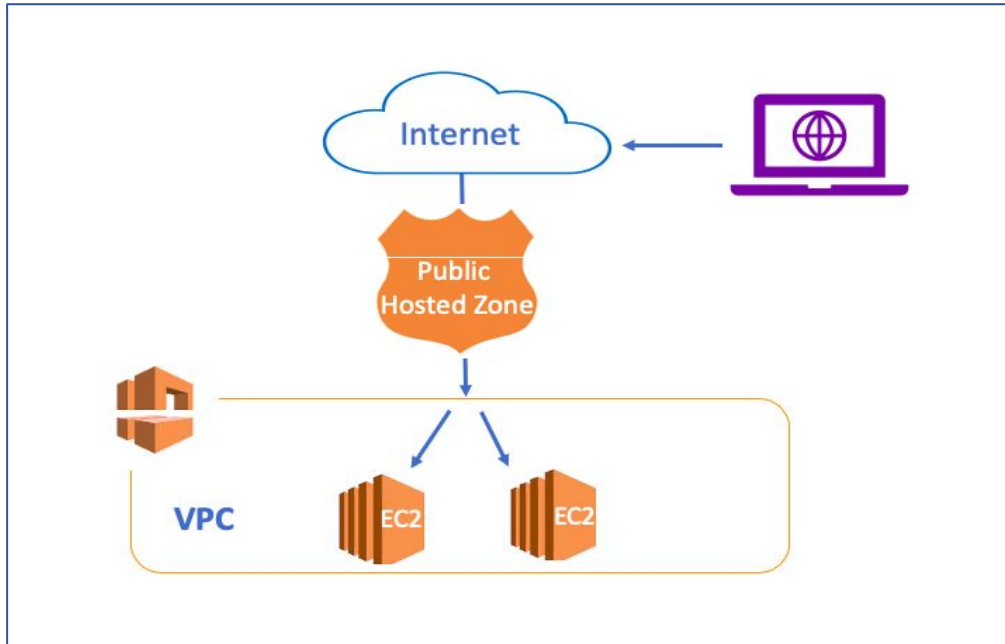 Internet
Public
Hosted Zone
VPC
EC2
EC2